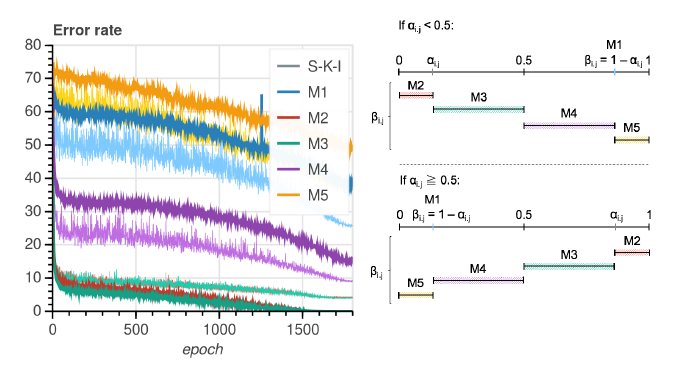 Error rate
80
70
60
50
40
30
20
10
0
0
500
1000
1500
epoch
S-K-I
M1
M2
M3
M4
M5
If αi,j < 0.5:
M1
0 αi,j 0.5 βi,j = 1 − αi,j 1
M2
M3
M4
M5
βi,j
If αi,j ≧ 0.5:
M1
0 βi,j = 1 − αi,j 0.5 αi,j 1
M2
M3
M4
M5
βi,j